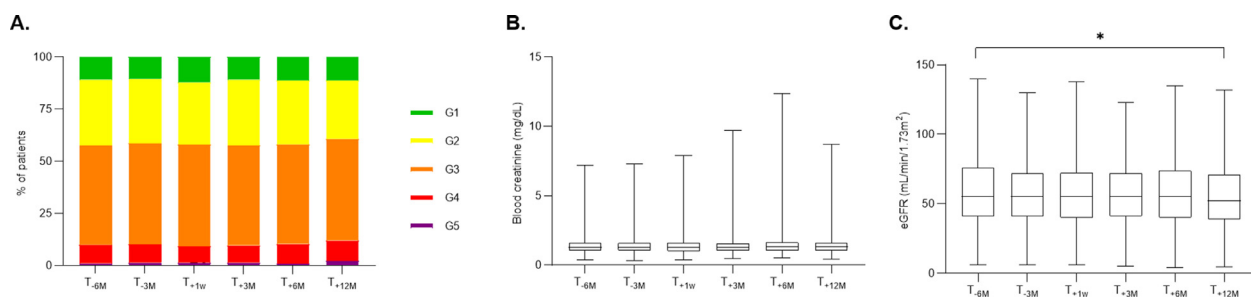 A.
% of patients
100
75
50
25
0
T-6M T-3M T+1w T+3M T+6M T+12M
G1
G2
G3
G4
G5
B.
Blood creatinine (mg/dL)
15
10
5
0
T-6M T-3M T+1w T+3M T+6M T+12M
C.
*
eGFR (mL/min/1.73m²)
150
100
50
0
T-6M T-3M T+1w T+3M T+6M T+12M